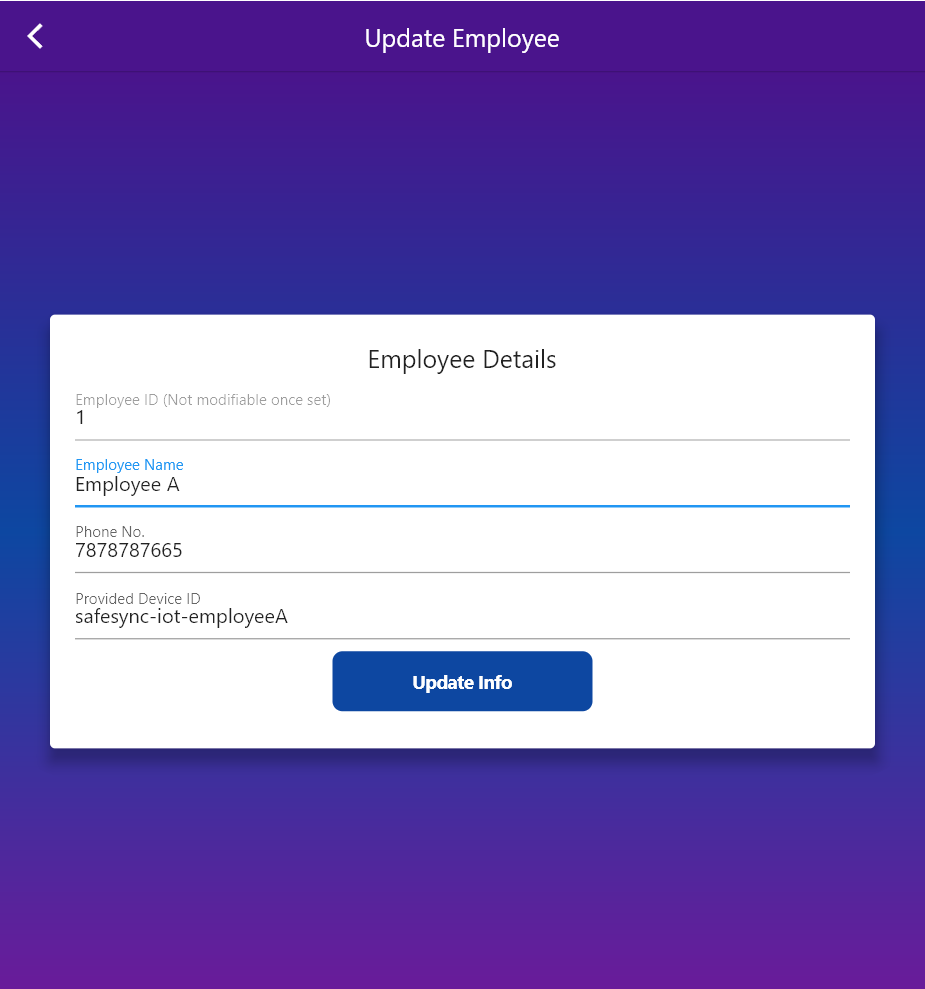 Update Employee
Employee Details
Employee ID (Not modifiable once set)
1
Employee Name
Employee A
Phone No.
7878787665
Provided Device ID
safesync-iot-employeeA
Update Info